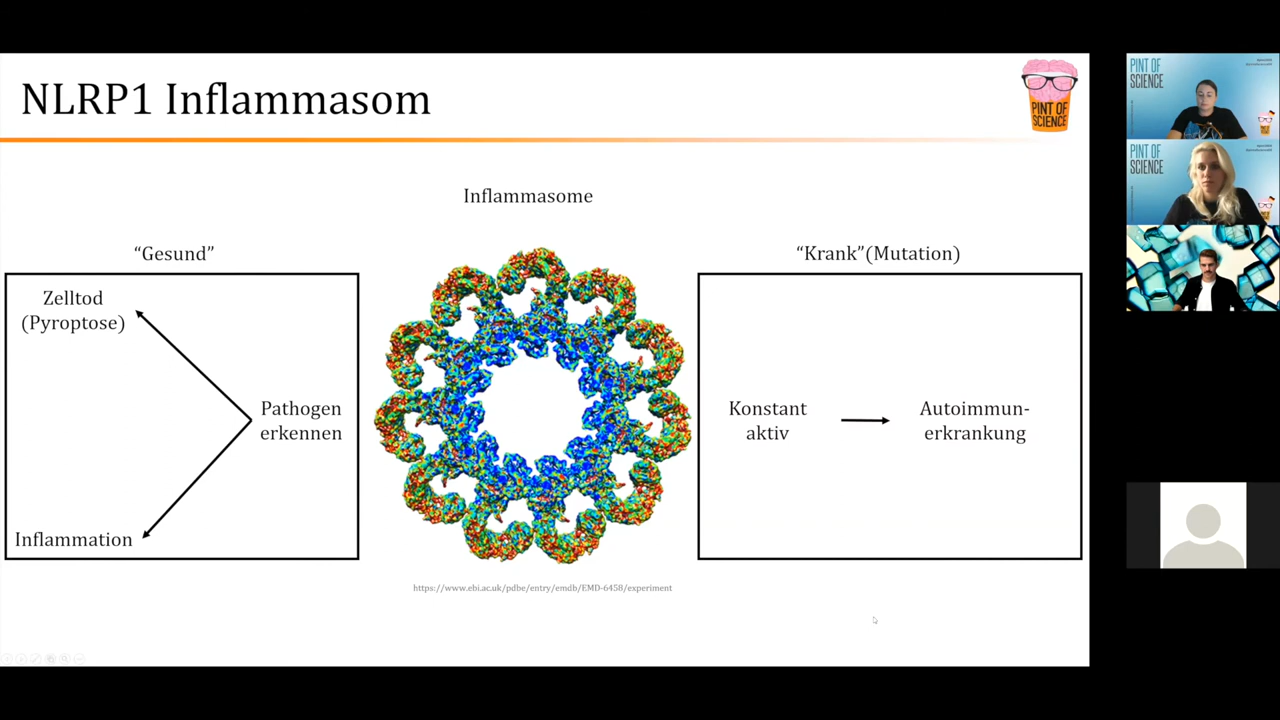 NLRP1 Inflammasom
PINT OF
SCIENCE
Inflammasome
“Gesund”
Zelltod
(Pyroptose)
Pathogen
erkennen
Inflammation
“Krank”(Mutation)
Konstant
aktiv
Autoimmun-
erkrankung
https://www.ebi.ac.uk/pdbe/entry/emdb/EMD-6458/experiment
PINT OF
SCIENCE
PINT OF
SCIENCE